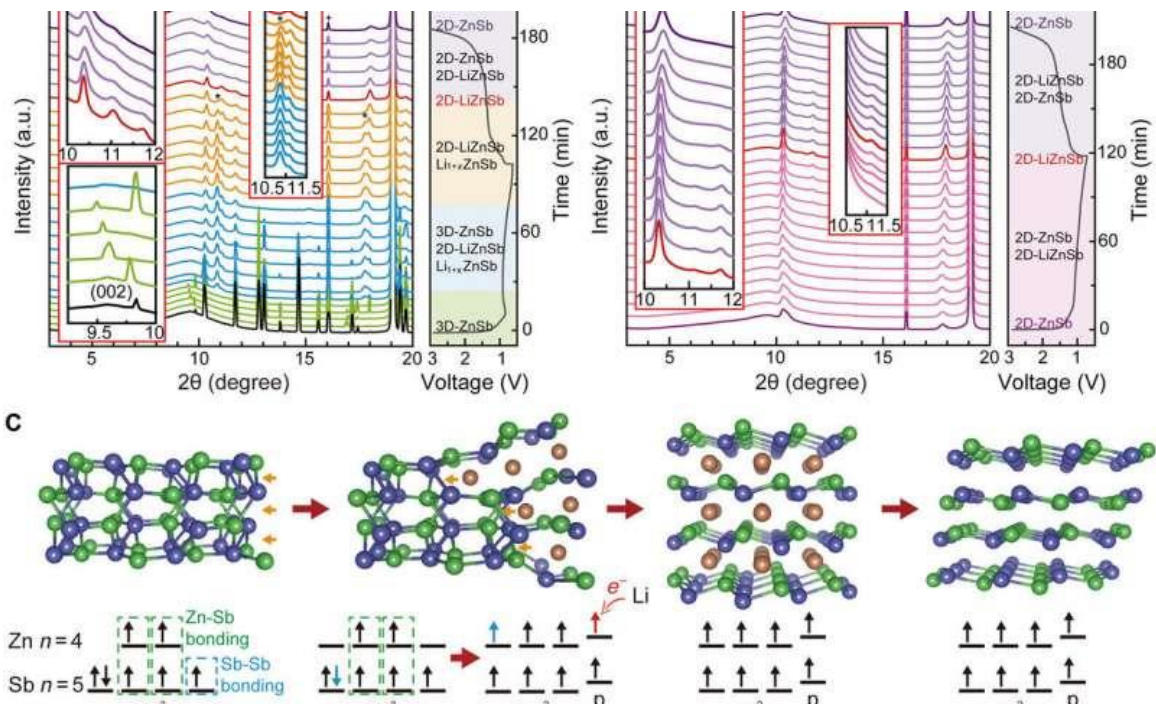 Intensity (a.u.)
10 11 12
(002)
9.5 10
10.5 11.5
5 10 15 20
2θ (degree)
2D-ZnSb
2D-ZnSb
2D-LiZnSb
2D-LiZnSb
2D-LiZnSb
Li₁₊ₓZnSb
3D-ZnSb
2D-LiZnSb
Li₁₊ₓZnSb
3D-ZnSb
180
120
60
0
Time (min)
3 2 1
Voltage (V)
Intensity (a.u.)
10 11 12
10.5 11.5
5 10 15 20
2θ (degree)
2D-ZnSb
2D-LiZnSb
2D-ZnSb
2D-LiZnSb
2D-ZnSb
2D-LiZnSb
2D-ZnSb
180
120
60
0
Time (min)
3 2 1
Voltage (V)
C
Zn-Sb
bonding
e⁻ Li
Zn n=4
Sb n=5
Sb-Sb
bonding
p
p
p